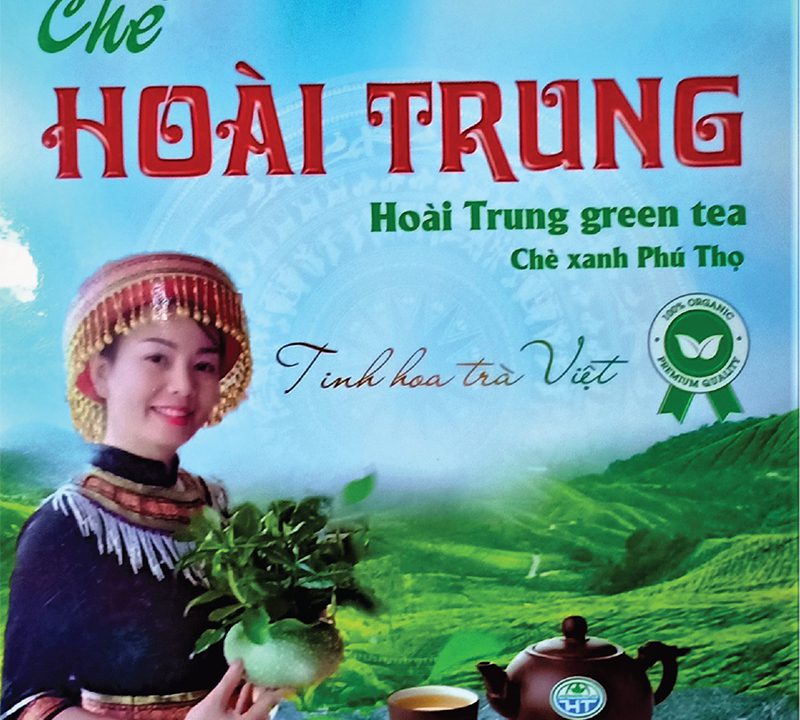 Chè
HOÀI TRUNG
Hoài Trung green tea
Chè xanh Phú Thọ
100% ORGANIC
PREMIUM QUALITY
Tinh hoa trà Việt
HT